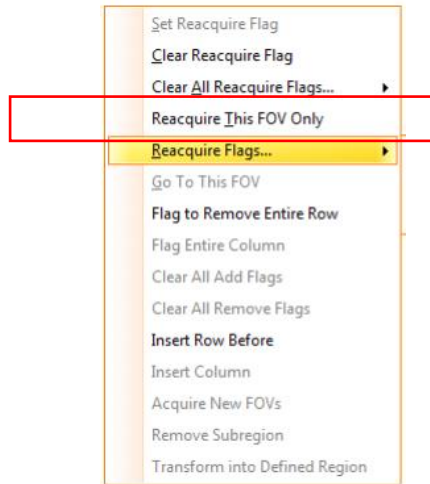 Set Reacquire Flag
Clear Reacquire Flag
Clear All Reacquire Flags...
Reacquire This FOV Only
Reacquire Flags...
Go To This FOV
Flag to Remove Entire Row
Flag Entire Column
Clear All Add Flags
Clear All Remove Flags
Insert Row Before
Insert Column
Acquire New FOVs
Remove Subregion
Transform into Defined Region